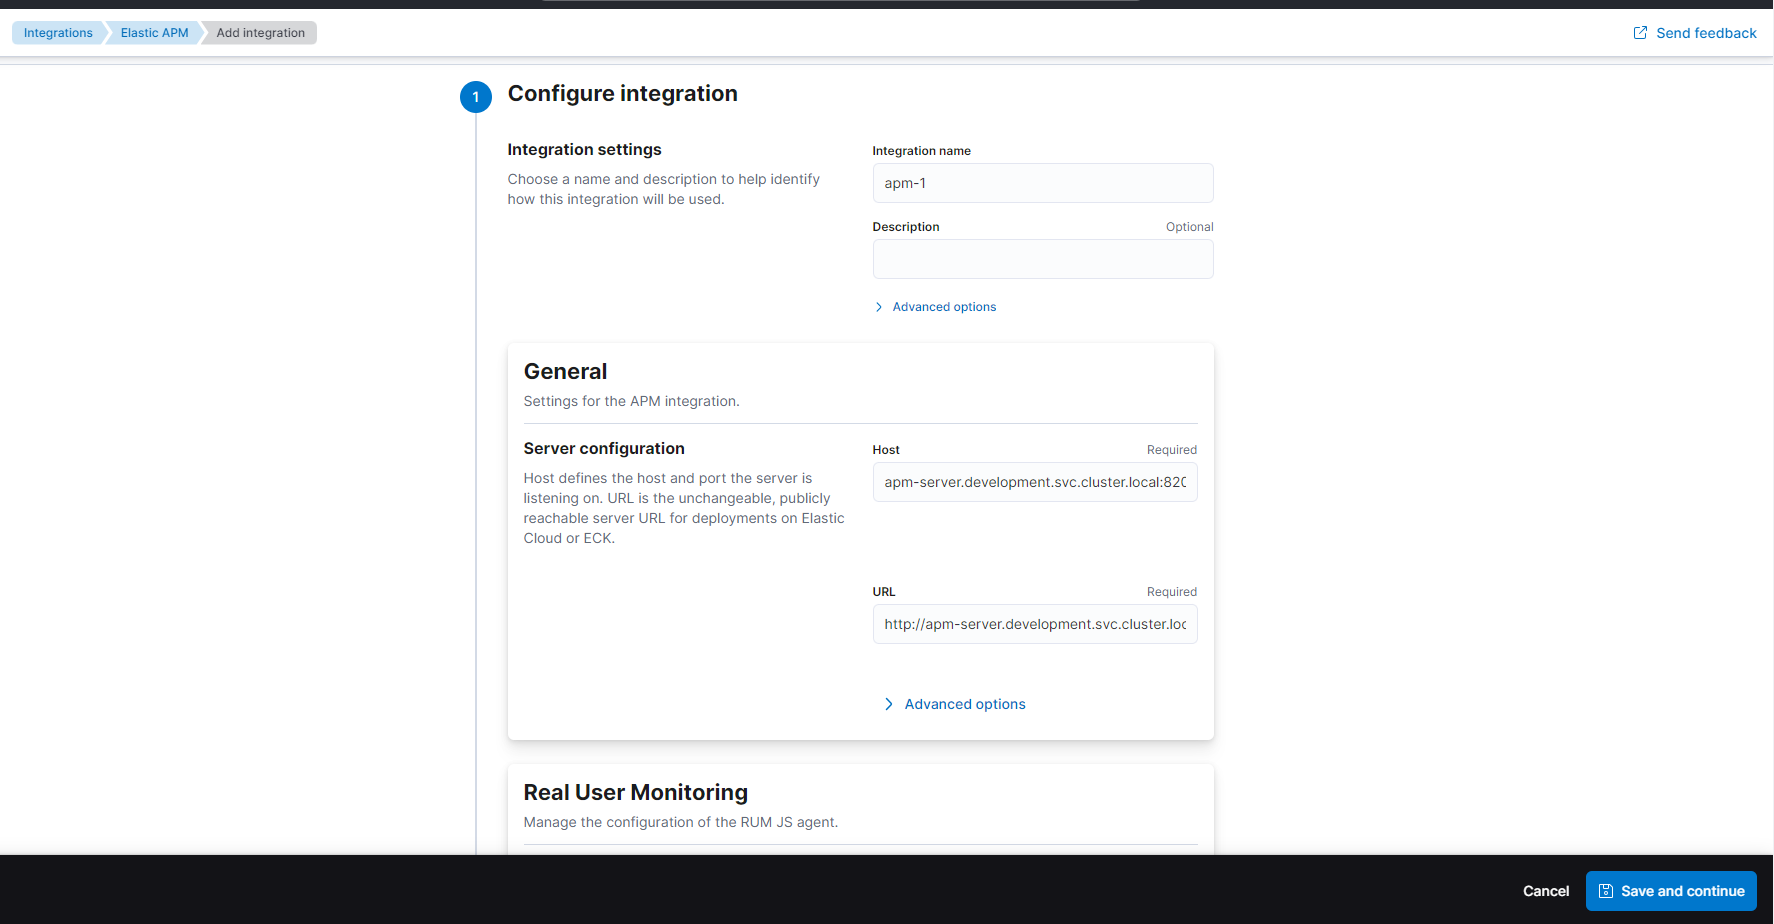 Integrations
Elastic APM
Add integration
Send feedback
1
Configure integration
Integration settings
Choose a name and description to help identify
how this integration will be used.
Integration name
apm-1
Description
Optional
Advanced options
General
Settings for the APM integration.
Server configuration
Host defines the host and port the server is
listening on. URL is the unchangeable, publicly
reachable server URL for deployments on Elastic
Cloud or ECK.
Host
Required
apm-server.development.svc.cluster.local:820
URL
Required
http://apm-server.development.svc.cluster.loc
Advanced options
Real User Monitoring
Manage the configuration of the RUM JS agent.
Cancel
Save and continue